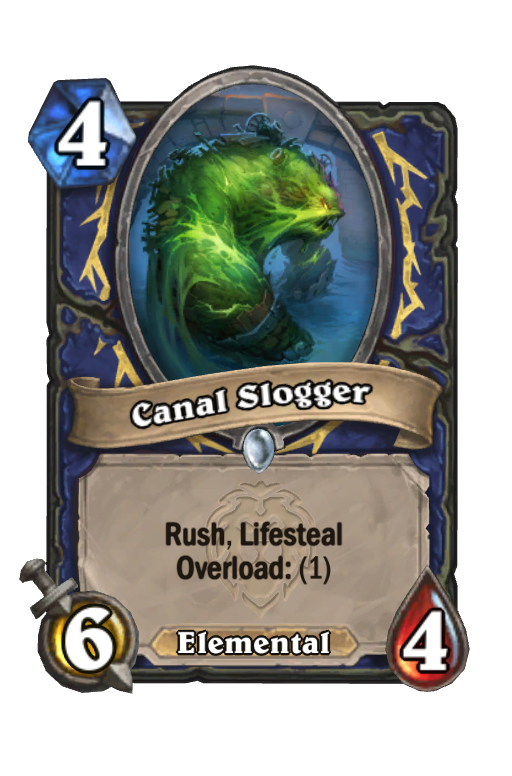 4
Canal Slogger
Rush, Lifesteal
Overload: (1)
6
Elemental
4